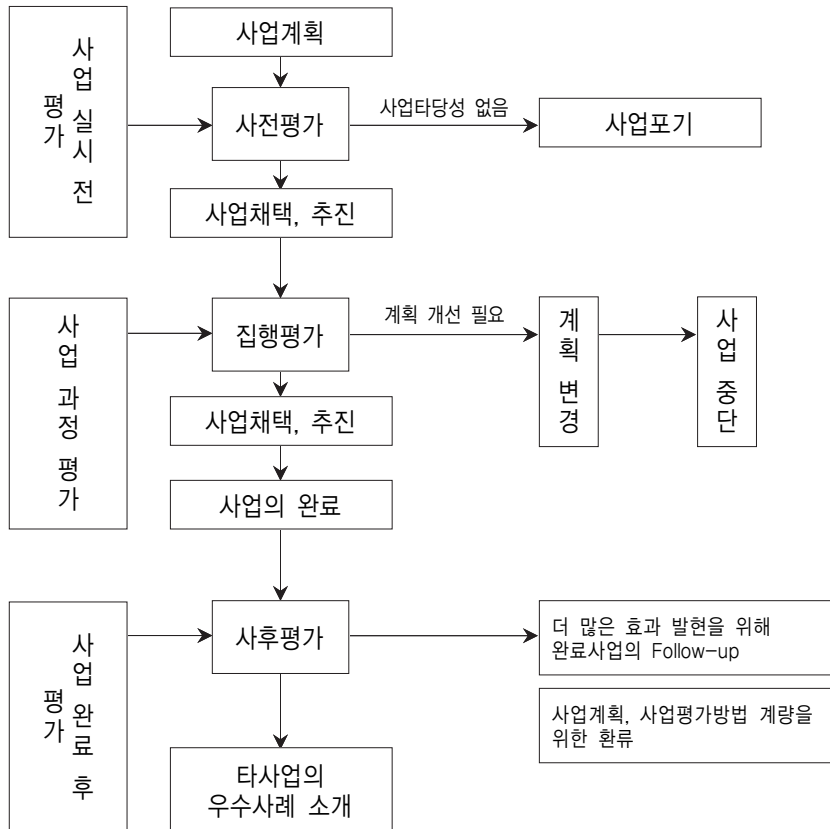 사업 실시 전
평가
사업계획
사전평가
사업타당성 없음
사업포기
사업채택, 추진
사업 과정 평가
집행평가
계획 개선 필요
계획 변경
사업 중단
사업채택, 추진
사업의 완료
사업 완료 후
평가
사후평가
더 많은 효과 발현을 위해
완료사업의 Follow-up
사업계획, 사업평가방법 계량을
위한 환류
타사업의
우수사례 소개